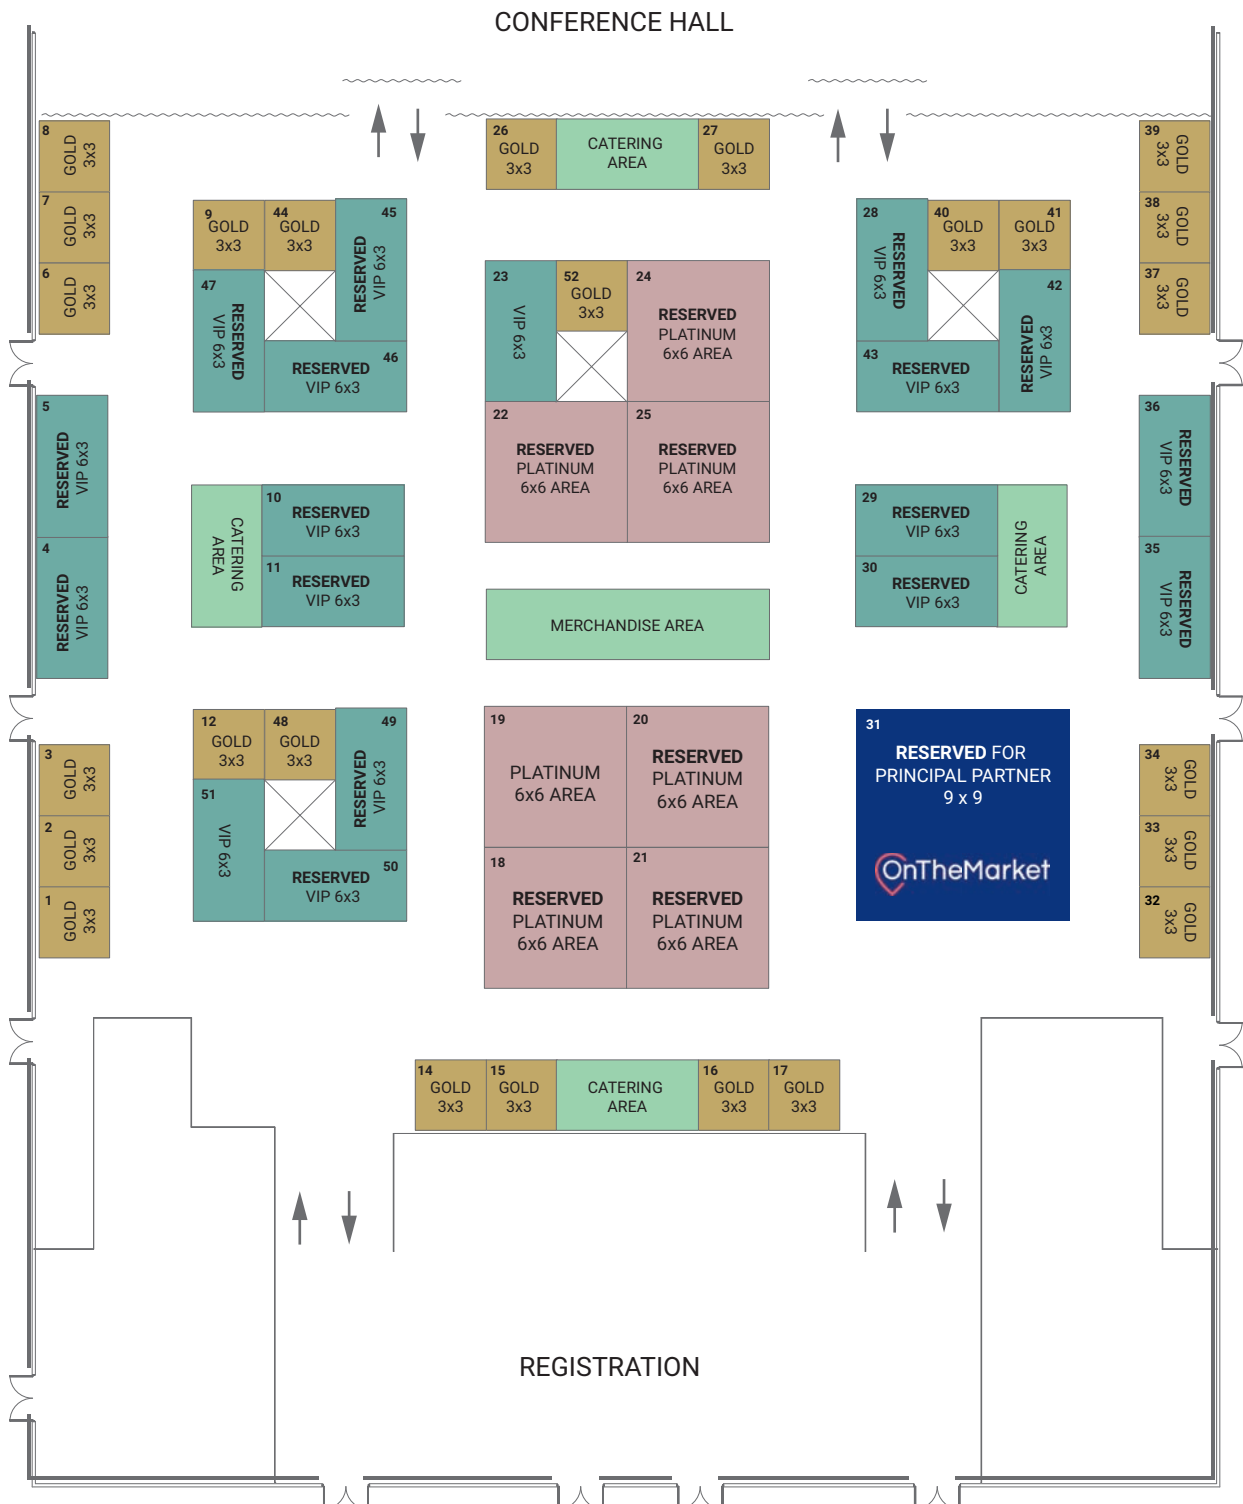 CONFERENCE HALL
8
GOLD
3x3
7
GOLD
3x3
6
GOLD
3x3
26
GOLD
3x3
CATERING
AREA
27
GOLD
3x3
39
GOLD
3x3
38
GOLD
3x3
37
GOLD
3x3
9
GOLD
3x3
44
GOLD
3x3
45
RESERVED
VIP 6x3
47
RESERVED
VIP 6x3
46
RESERVED
VIP 6x3
23
VIP 6x3
52
GOLD
3x3
24
RESERVED
PLATINUM
6x6 AREA
22
RESERVED
PLATINUM
6x6 AREA
25
RESERVED
PLATINUM
6x6 AREA
28
RESERVED
VIP 6x3
40
GOLD
3x3
41
GOLD
3x3
42
RESERVED
VIP 6x3
43
RESERVED
VIP 6x3
5
RESERVED
VIP 6x3
4
RESERVED
VIP 6x3
CATERING
AREA
10
RESERVED
VIP 6x3
11
RESERVED
VIP 6x3
MERCHANDISE AREA
29
RESERVED
VIP 6x3
30
RESERVED
VIP 6x3
CATERING
AREA
36
RESERVED
VIP 6x3
35
RESERVED
VIP 6x3
3
GOLD
3x3
2
GOLD
3x3
1
GOLD
3x3
12
GOLD
3x3
48
GOLD
3x3
49
RESERVED
VIP 6x3
51
VIP 6x3
50
RESERVED
VIP 6x3
19
PLATINUM
6x6 AREA
20
RESERVED
PLATINUM
6x6 AREA
18
RESERVED
PLATINUM
6x6 AREA
21
RESERVED
PLATINUM
6x6 AREA
31
RESERVED FOR
PRINCIPAL PARTNER
9 x 9
OnTheMarket
34
GOLD
3x3
33
GOLD
3x3
32
GOLD
3x3
14
GOLD
3x3
15
GOLD
3x3
CATERING
AREA
16
GOLD
3x3
17
GOLD
3x3
REGISTRATION